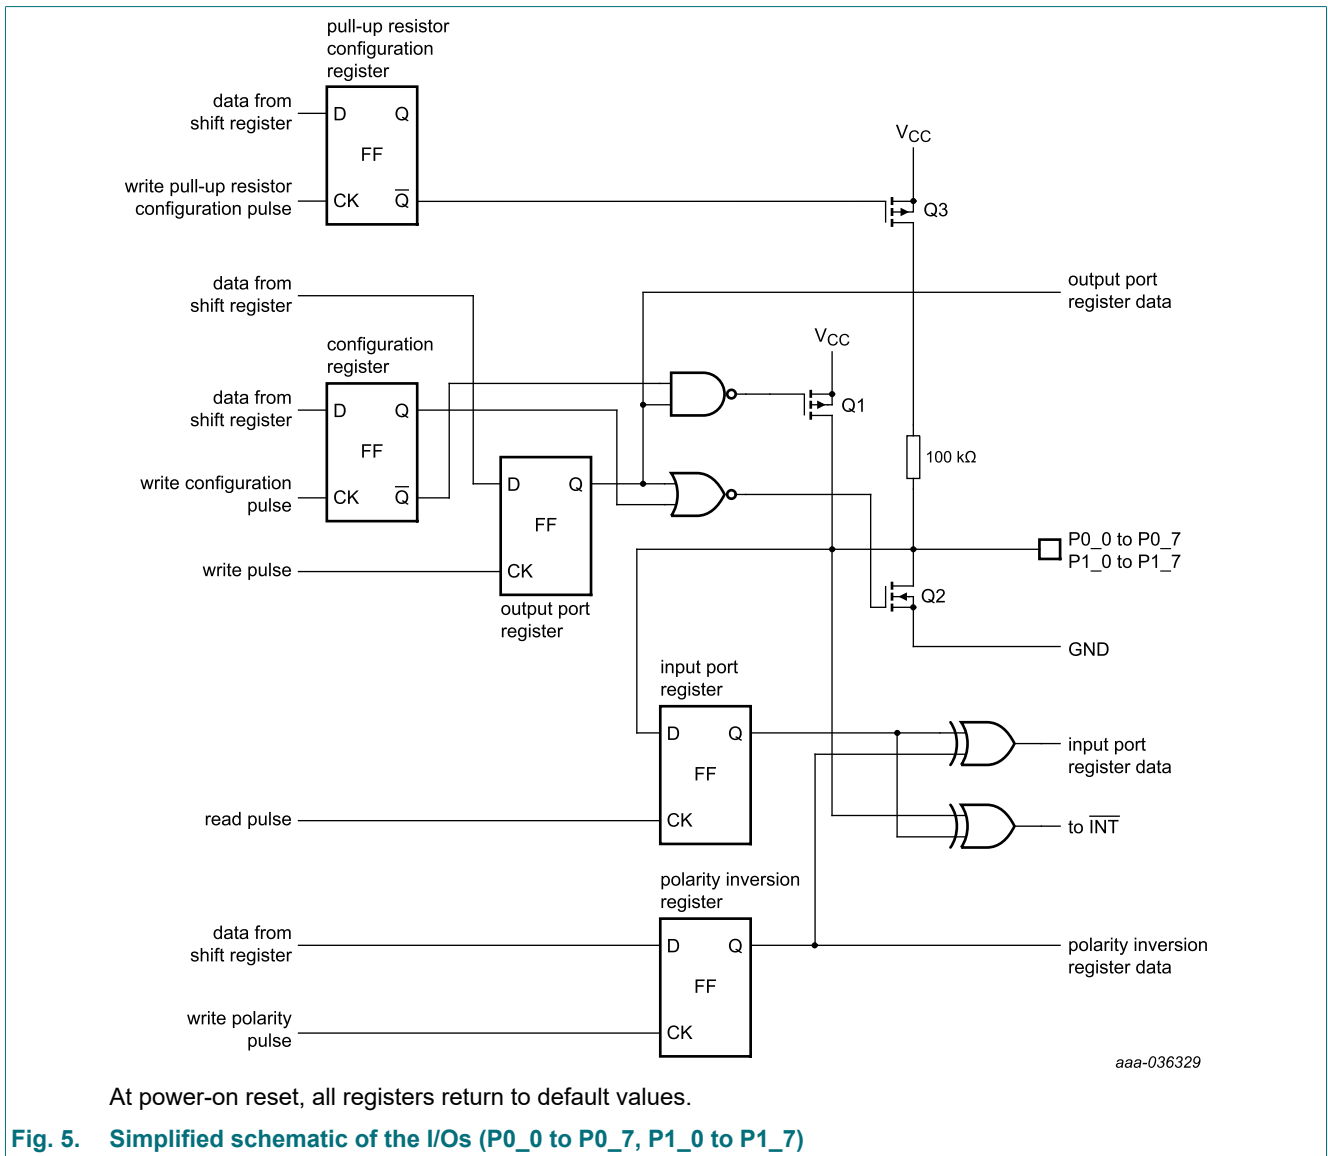 pull-up resistor
configuration
register
data from
shift register
D
Q
FF
write pull-up resistor
configuration pulse
CK
Q̅
VCC
Q3
data from
shift register
output port
register data
configuration
register
VCC
data from
shift register
D
Q
Q1
FF
100 kΩ
write configuration
pulse
CK
Q̅
D
Q
FF
P0_0 to P0_7
P1_0 to P1_7
write pulse
CK
Q2
output port
register
GND
input port
register
D
Q
input port
register data
FF
read pulse
CK
to I̅N̅T̅
polarity inversion
register
data from
shift register
D
Q
polarity inversion
register data
FF
write polarity
pulse
CK
aaa-036329
At power-on reset, all registers return to default values.
Fig. 5. Simplified schematic of the I/Os (P0_0 to P0_7, P1_0 to P1_7)